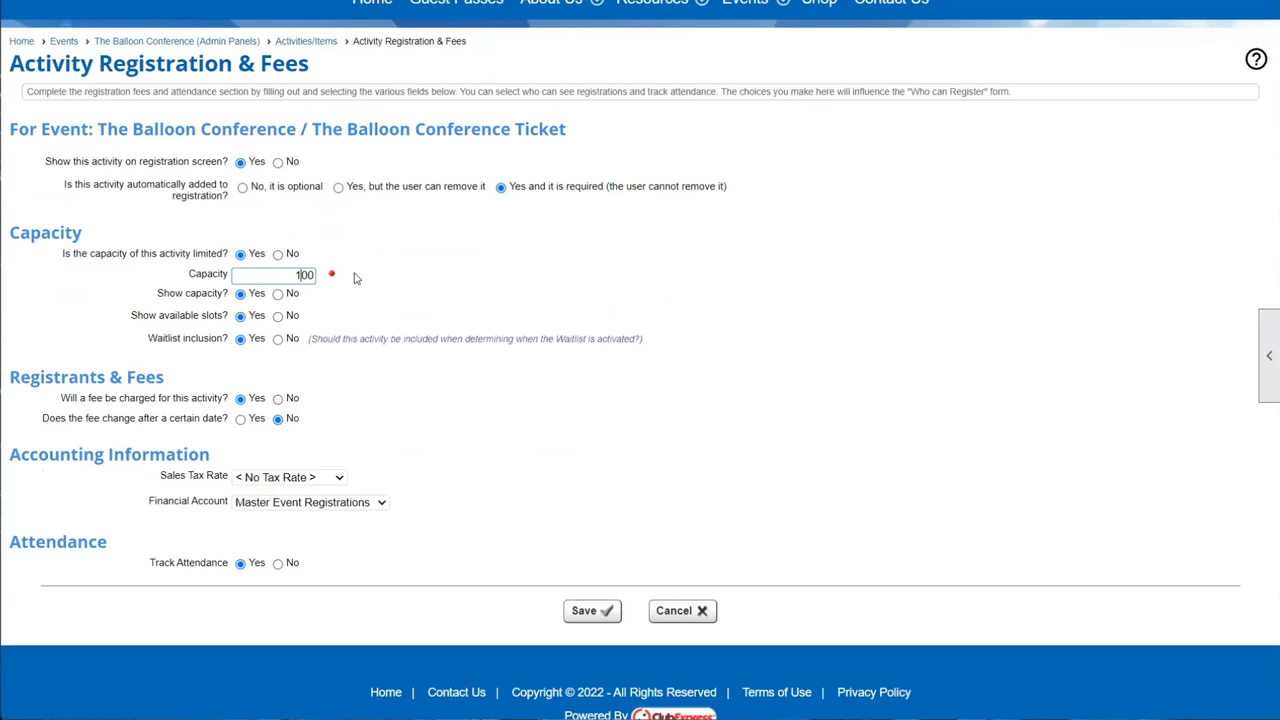 Home Guest Passes About Us Resources Events Shop Contact Us
Home > Events > The Balloon Conference (Admin Panels) > Activities/Items > Activity Registration & Fees
Activity Registration & Fees
Complete the registration fees and attendance section by filling out and selecting the various fields below. You can select who can see registrations and track attendance. The choices you make here will influence the "Who can Register" form.
For Event: The Balloon Conference / The Balloon Conference Ticket
Show this activity on registration screen? Yes No
Is this activity automatically added to registration? No, it is optional Yes, but the user can remove it Yes and it is required (the user cannot remove it)
Capacity
Is the capacity of this activity limited? Yes No
Capacity 100
Show capacity? Yes No
Show available slots? Yes No
Waitlist inclusion? Yes No (Should this activity be included when determining when the Waitlist is activated?)
Registrants & Fees
Will a fee be charged for this activity? Yes No
Does the fee change after a certain date? Yes No
Accounting Information
Sales Tax Rate < No Tax Rate >
Financial Account Master Event Registrations
Attendance
Track Attendance Yes No
Save Cancel
Home | Contact Us | Copyright © 2022 - All Rights Reserved | Terms of Use | Privacy Policy
Powered By ClubExpress